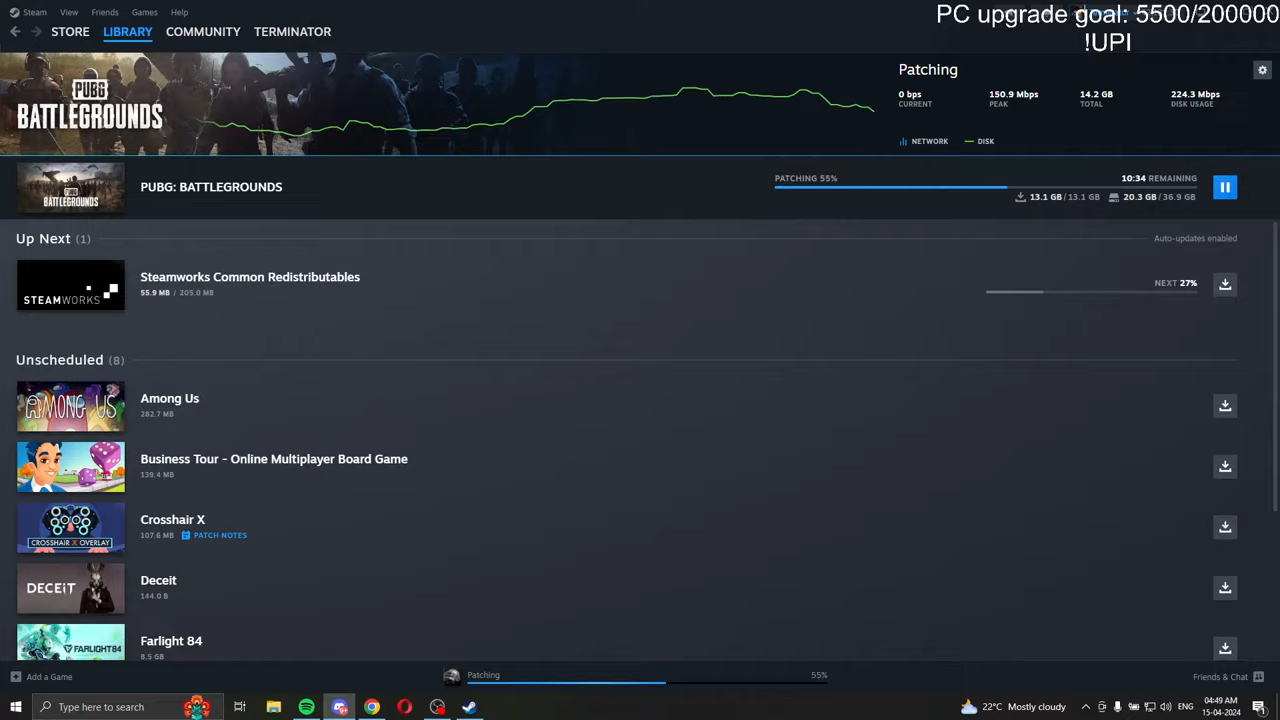 Steam View Friends Games Help
PC upgrade goal: 5500/200000
!UPI
STORE LIBRARY COMMUNITY TERMINATOR
PUBG
BATTLEGROUNDS
Patching
0 bps 150.9 Mbps 14.2 GB 224.3 Mbps
CURRENT PEAK TOTAL DISK USAGE
NETWORK DISK
PUBG
BATTLEGROUNDS
PUBG: BATTLEGROUNDS
PATCHING 55% 10:34 REMAINING
13.1 GB / 13.1 GB 20.3 GB / 36.9 GB
Up Next (1) Auto-updates enabled
STEAMWORKS
Steamworks Common Redistributables
55.9 MB / 205.0 MB
NEXT 27%
Unscheduled (8)
AMONG US
Among Us
282.7 MB
Business Tour - Online Multiplayer Board Game
139.4 MB
CROSSHAIR X OVERLAY
Crosshair X
107.6 MB PATCH NOTES
DECEIT
Deceit
144.0 B
FARLIGHT84
Farlight 84
8.5 GB
Add a Game Patching 55% Friends & Chat
Type here to search 22°C Mostly cloudy ENG 04:49 AM
15-04-2024 1